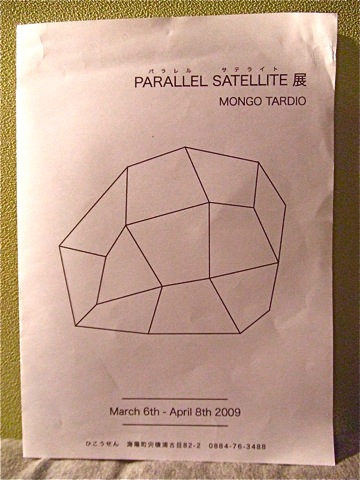 パラレル サテライト
PARALLEL SATELLITE 展
MONGO TARDIO
March 6th - April 8th 2009
ひこうせん 海陽町宍喰浦古目82-2 0884-76-3488